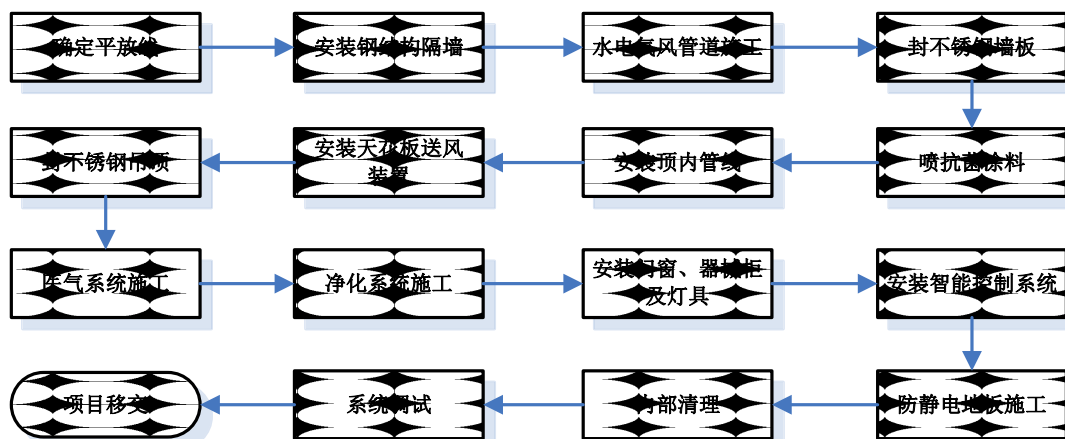 确定平放线
安装钢结构隔墙
水电气风管道施工
封不锈钢墙板
封不锈钢吊顶
安装天花板送风
装置
安装顶内管线
喷抗菌涂料
医气系统施工
净化系统施工
安装门窗、器械柜
及灯具
安装智能控制系统
项目移交
系统调试
内部清理
防静电地板施工